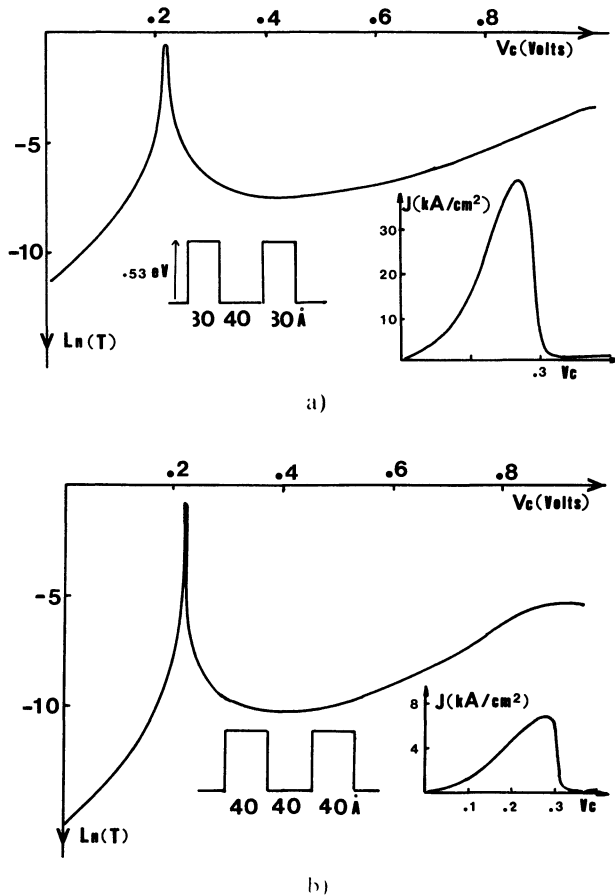 .2 .4 .6 .8
Vc(Volts)
-5
-10
Ln(T)
.53 eV
30 40 30Å
J(kA/cm²)
30
20
10
.3 Vc
a)
.2 .4 .6 .8
Vc(Volts)
-5
-10
Ln(T)
40 40 40Å
J(kA/cm²)
8
4
.1 .2 .3 Vc
b)